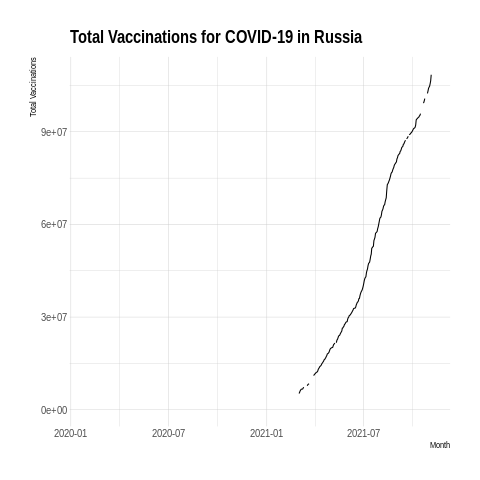 Total Vaccinations for COVID-19 in Russia
Total Vaccinations
9e+07
6e+07
3e+07
0e+00
2020-01 2020-07 2021-01 2021-07
Month